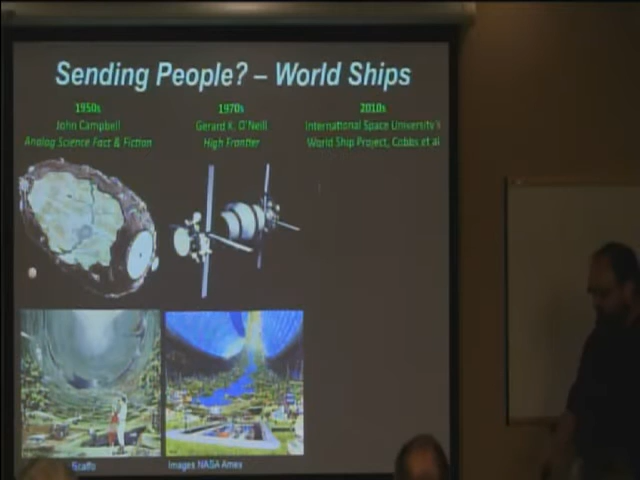 Sending People? – World Ships
1950s
John Campbell
Analog Science Fact & Fiction
1970s
Gerard K. O'Neill
High Frontier
2010s
International Space University's
World Ship Project, Cobbs et al
Scaffo
Images NASA Ames